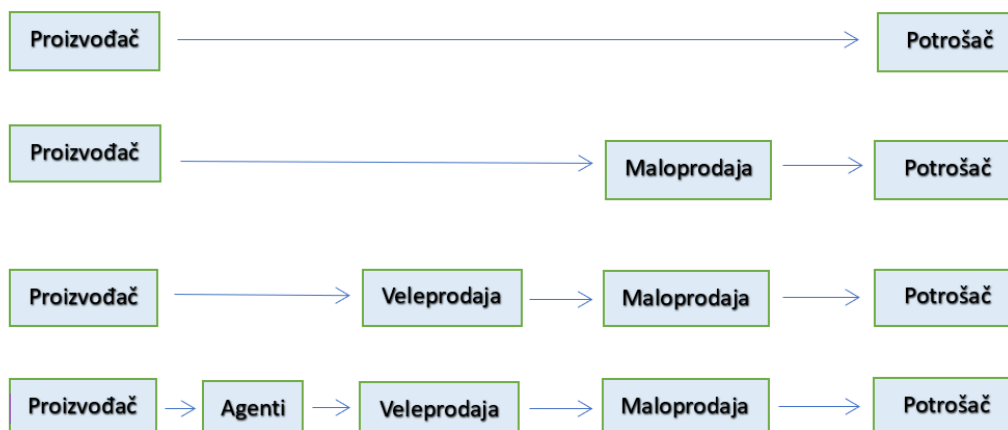 Proizvođač Potrošač
Proizvođač Maloprodaja Potrošač
Proizvođač Veleprodaja Maloprodaja Potrošač
Proizvođač Agenti Veleprodaja Maloprodaja Potrošač